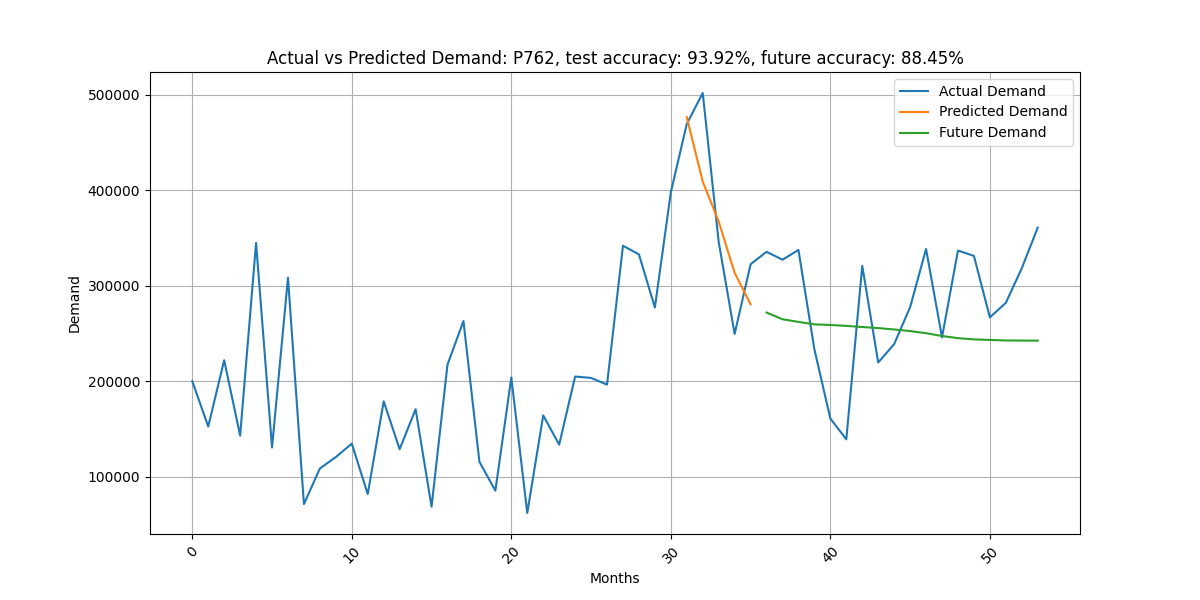 Actual vs Predicted Demand: P762, test accuracy: 93.92%, future accuracy: 88.45%
Actual Demand
Predicted Demand
Future Demand
500000
400000
300000
200000
100000
Demand
0
10
20
30
40
50
Months